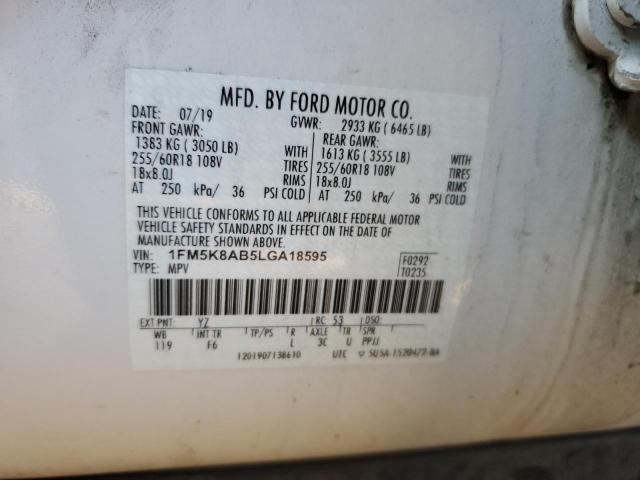 MFD. BY FORD MOTOR CO.
DATE: 07/19 GVWR: 2933 KG ( 6465 LB)
FRONT GAWR: REAR GAWR:
1383 KG ( 3050 LB) WITH 1613 KG ( 3555 LB) WITH
255/60R18 108V TIRES 255/60R18 108V TIRES
18x8.0J RIMS 18x8.0J RIMS
AT 250 kPa/ 36 PSI COLD AT 250 kPa/ 36 PSI COLD
THIS VEHICLE CONFORMS TO ALL APPLICABLE FEDERAL MOTOR
VEHICLE SAFETY STANDARDS IN EFFECT ON THE DATE OF
MANUFACTURE SHOWN ABOVE.
VIN: 1FM5K8AB5LGA18595 F0292
TYPE: MPV T0235
EXT PNT: YZ RC: 53 DSO:
WB INT TR TP/PS R AXLE TR SPR
119 F6 L 3C U PPJJ
1201907138610 UTC 5U5A-1520472-BA